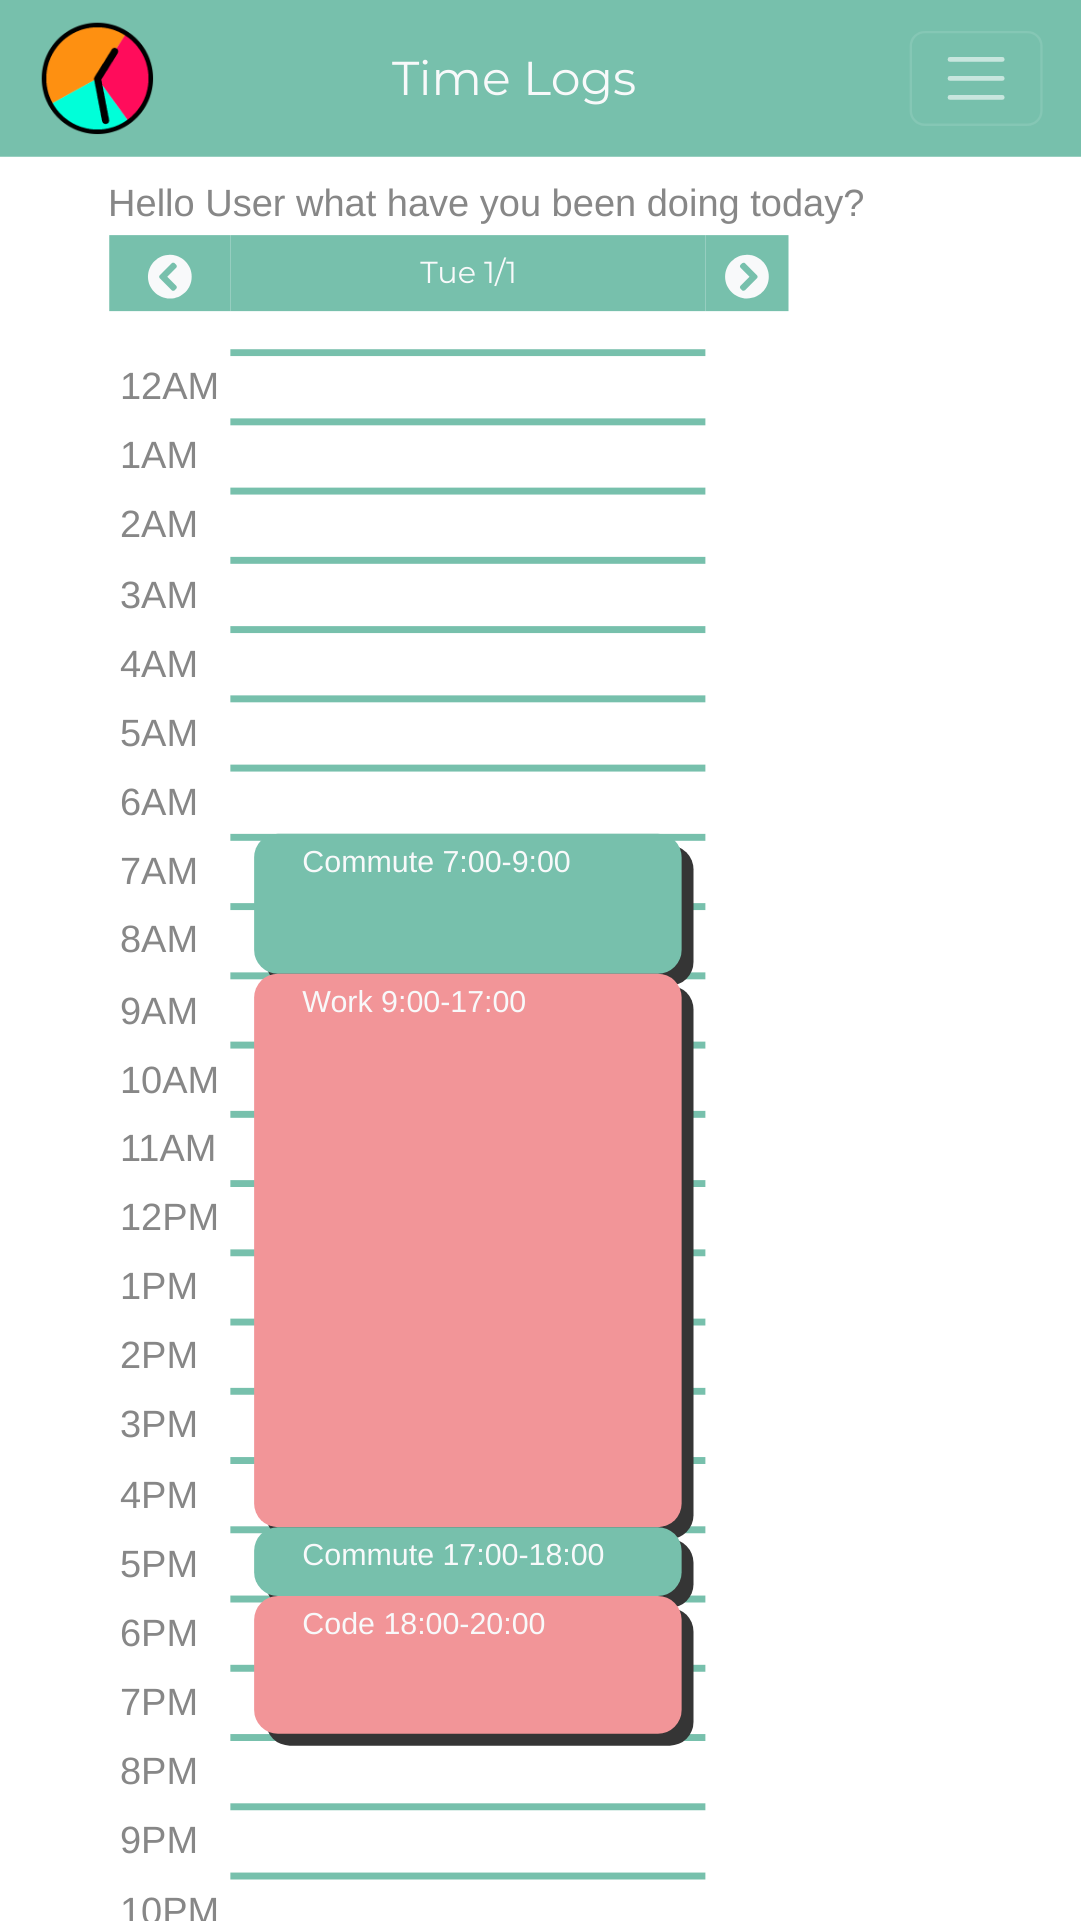 Time Logs
Hello User what have you been doing today?
Tue 1/1
12AM
1AM
2AM
3AM
4AM
5AM
6AM
7AM
Commute 7:00-9:00
8AM
9AM
Work 9:00-17:00
10AM
11AM
12PM
1PM
2PM
3PM
4PM
5PM
Commute 17:00-18:00
6PM
Code 18:00-20:00
7PM
8PM
9PM
10PM